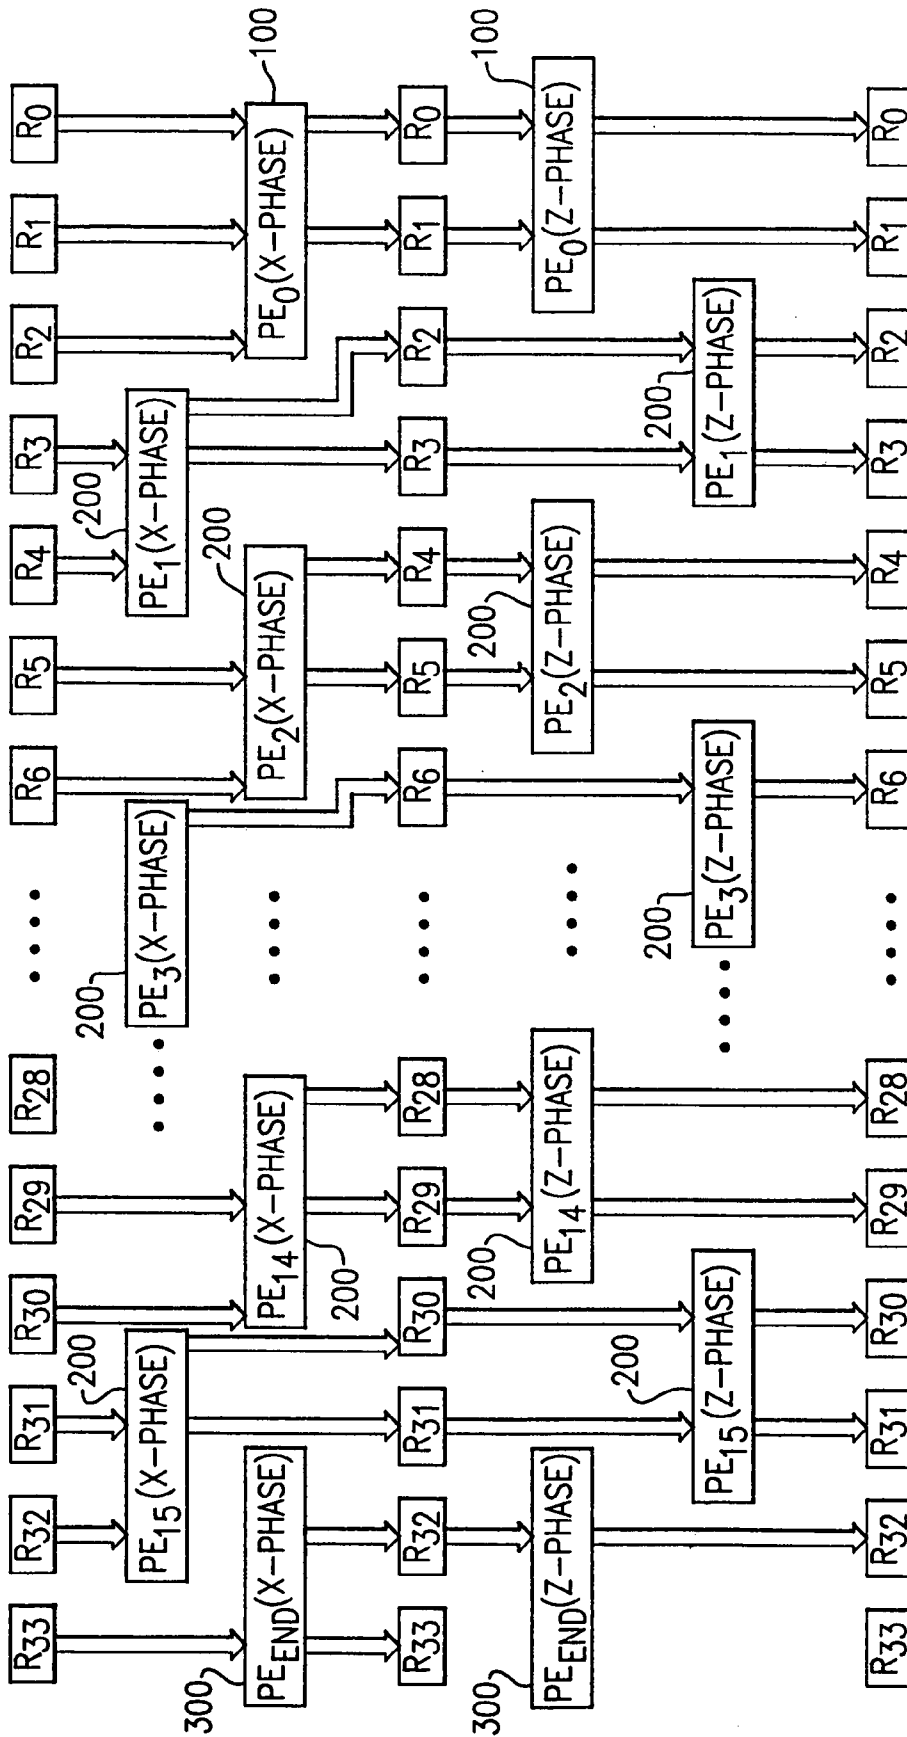 R33 R32 R31 R30 R29 R28 R6 R5 R4 R3 R2 R1 R0
200 200 200
PE15(X-PHASE) PE3(X-PHASE) PE1(X-PHASE)
300 200 200 100
PEEND(X-PHASE) PE14(X-PHASE) PE2(X-PHASE) PE0(X-PHASE)
R33 R32 R31 R30 R29 R28 R6 R5 R4 R3 R2 R1 R0
300 200 200 100
PEEND(Z-PHASE) PE14(Z-PHASE) PE2(Z-PHASE) PE0(Z-PHASE)
200 200 200
PE15(Z-PHASE) PE3(Z-PHASE) PE1(Z-PHASE)
R33 R32 R31 R30 R29 R28 R6 R5 R4 R3 R2 R1 R0